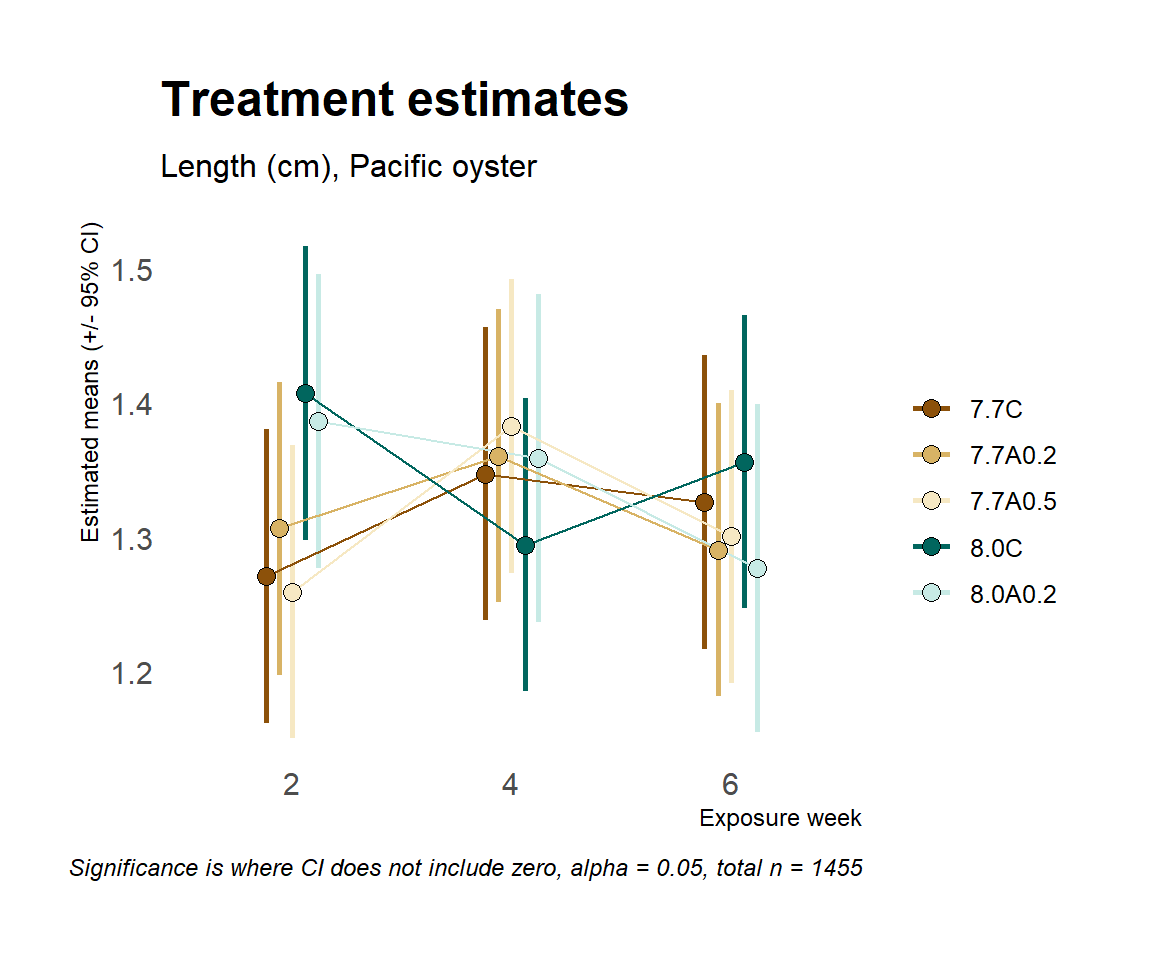 Treatment estimates
Length (cm), Pacific oyster
Estimated means (+/- 95% CI)
1.5
1.4
1.3
1.2
2 4 6
Exposure week
7.7C
7.7A0.2
7.7A0.5
8.0C
8.0A0.2
Significance is where CI does not include zero, alpha = 0.05, total n = 1455